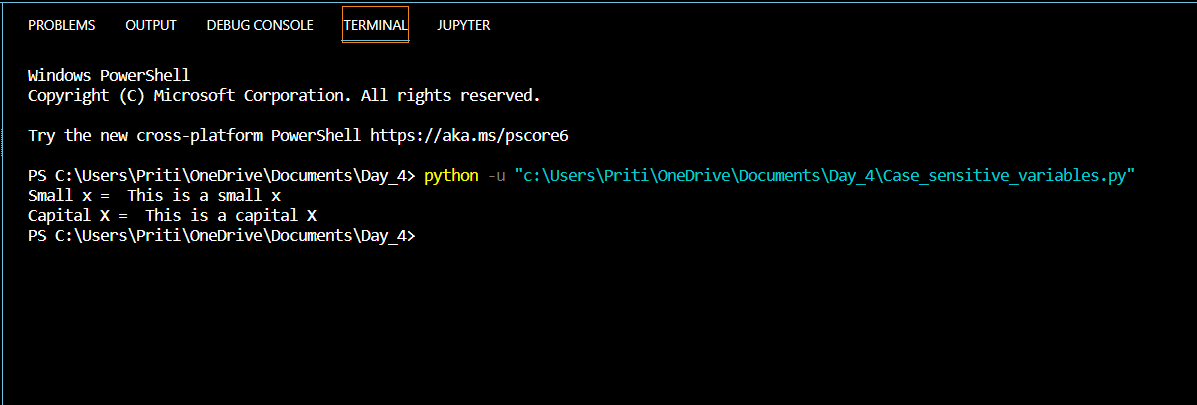 PROBLEMS OUTPUT DEBUG CONSOLE TERMINAL JUPYTER
Windows PowerShell
Copyright (C) Microsoft Corporation. All rights reserved.
Try the new cross-platform PowerShell https://aka.ms/pscore6
PS C:\Users\Priti\OneDrive\Documents\Day_4> python -u "c:\Users\Priti\OneDrive\Documents\Day_4\Case_sensitive_variables.py"
Small x =  This is a small x
Capital X =  This is a capital X
PS C:\Users\Priti\OneDrive\Documents\Day_4>